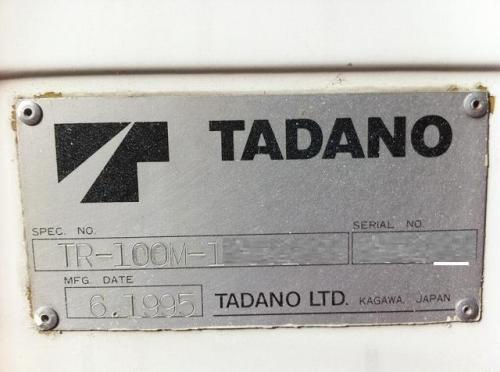 TADANO
SPEC. NO. SERIAL NO.
TR-100M-1
MFG. DATE
6.1995 TADANO LTD. KAGAWA, JAPAN